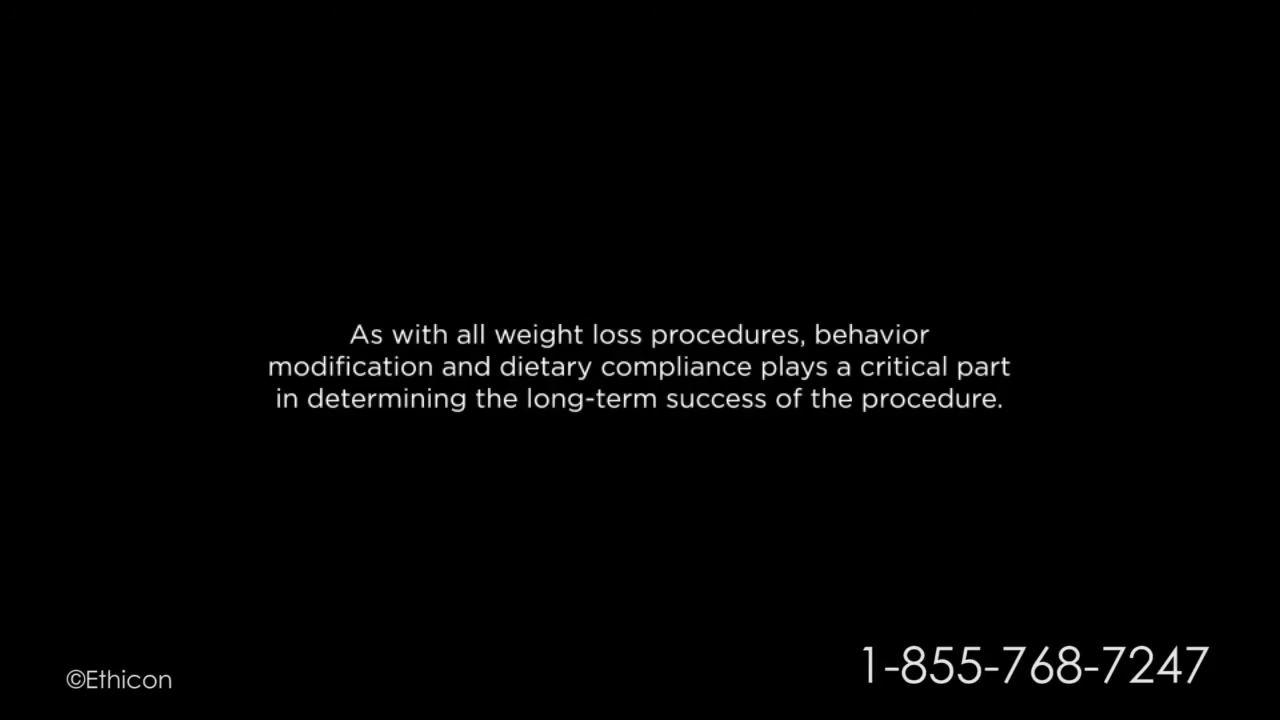 As with all weight loss procedures, behavior
modification and dietary compliance plays a critical part
in determining the long-term success of the procedure.
©Ethicon
1-855-768-7247